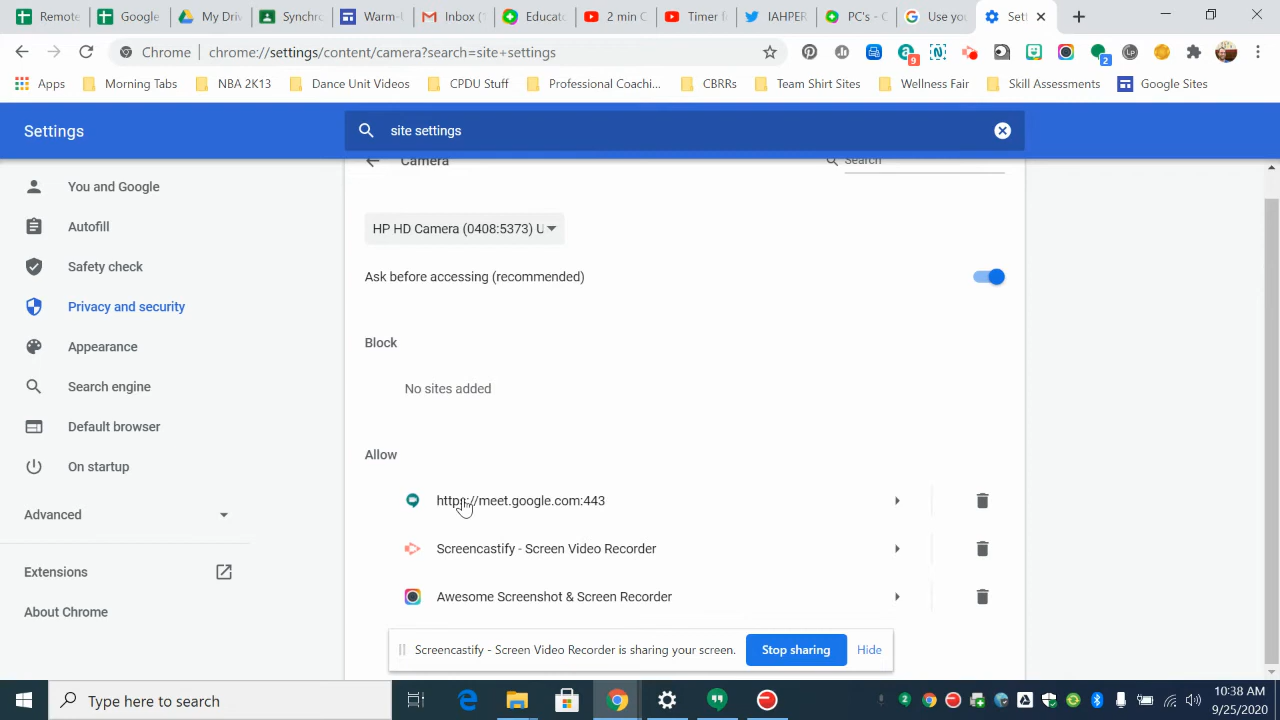 Remote
Google
My Dri
Synchro
Warm-
Inbox (
Educat
2 min
Timer
IAHPER
PC's - C
Use you
Set
Chrome | chrome://settings/content/camera?search=site+settings
9
2
Apps
Morning Tabs
NBA 2K13
Dance Unit Videos
CPDU Stuff
Professional Coachi...
CBRRs
Team Shirt Sites
Wellness Fair
Skill Assessments
Google Sites
Settings
site settings
Camera
Search
You and Google
Autofill
Safety check
Privacy and security
Appearance
Search engine
Default browser
On startup
Advanced
Extensions
About Chrome
HP HD Camera (0408:5373) U
Ask before accessing (recommended)
Block
No sites added
Allow
https://meet.google.com:443
Screencastify - Screen Video Recorder
Awesome Screenshot & Screen Recorder
Screencastify - Screen Video Recorder is sharing your screen.
Stop sharing
Hide
Type here to search
10:38 AM
9/25/2020